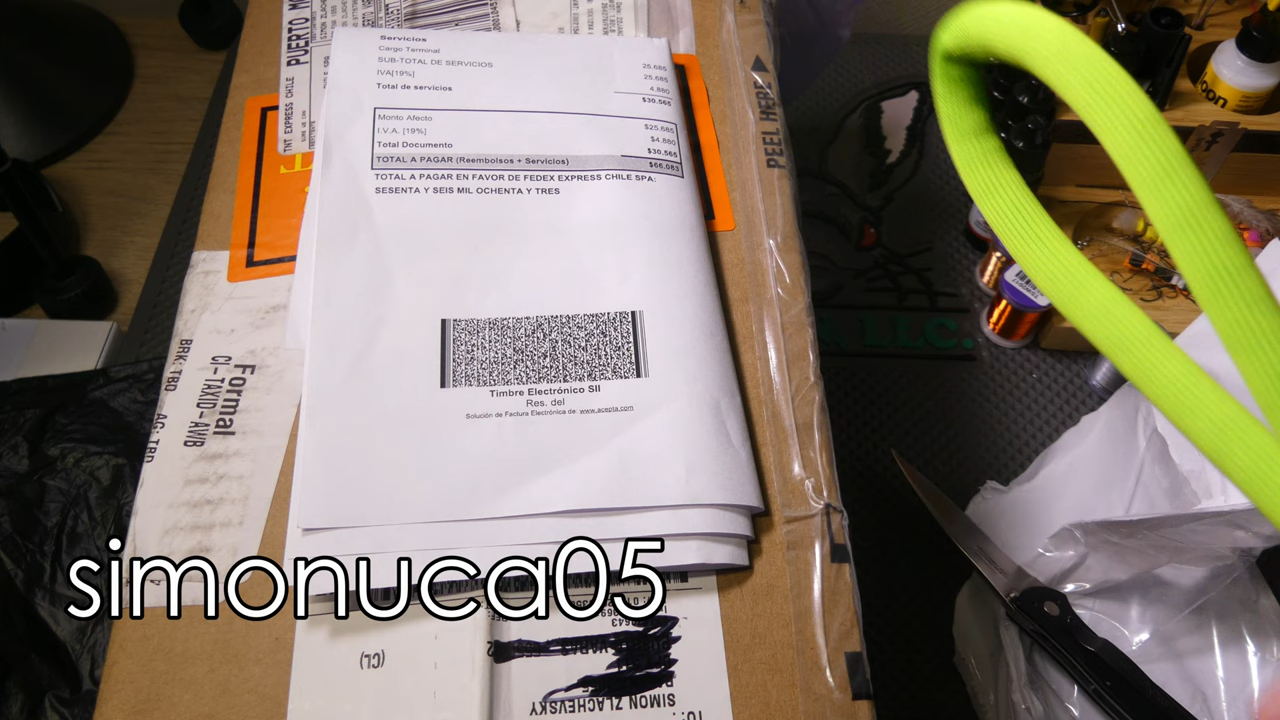 PUERTO MO
TNT EXPRESS CHILE
Servicios
Cargo Terminal 25,685
SUB-TOTAL DE SERVICIOS 25,685
IVA[19%] 4,880
Total de servicios $30.565
Monto Afecto $25,685
I.V.A. [19%] $4.880
Total Documento $30.565
TOTAL A PAGAR (Reembolsos + Servicios) $66,083
TOTAL A PAGAR EN FAVOR DE FEDEX EXPRESS CHILE SPA:
SESENTA Y SEIS MIL OCHENTA Y TRES
Timbre Electrónico SII
Res. del
Solución de Factura Electrónica de: www.acepta.com
PEEL HERE
Formal
CI-TAXID-AWB
BRK: TBD AG: TBD
simonuca05
(CL)
SIMON ZLACHEVSKY
LLC.